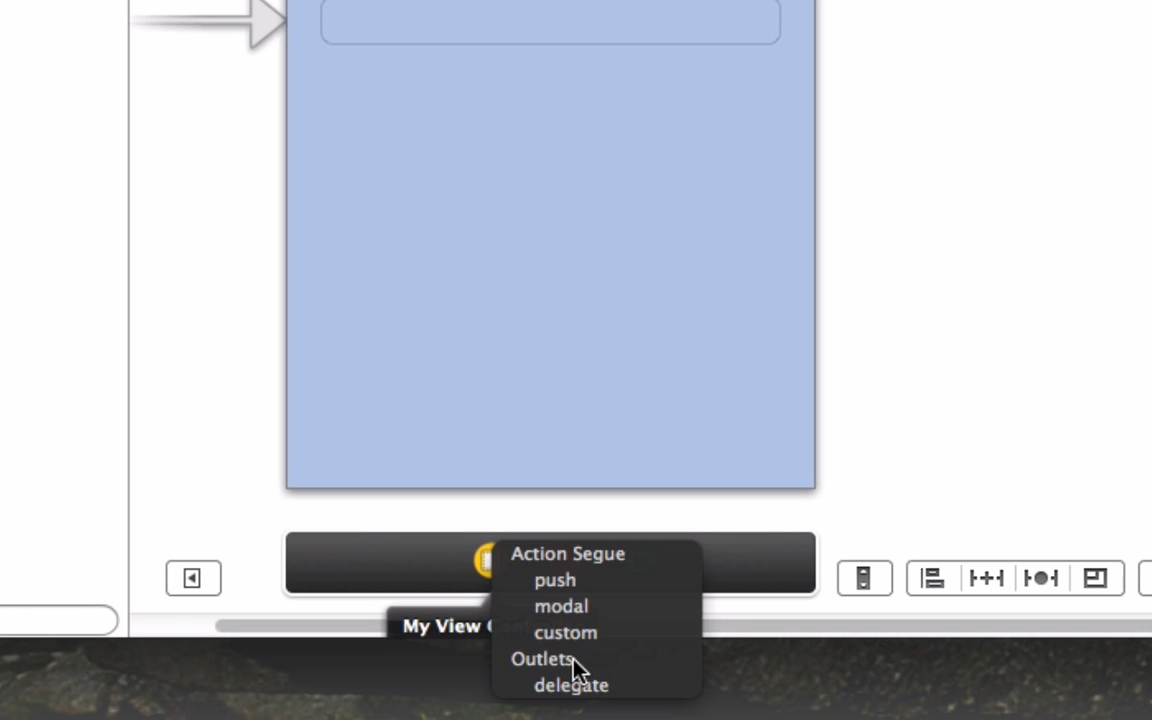 Action Segue
push
modal
custom
My View
Outlets
delegate